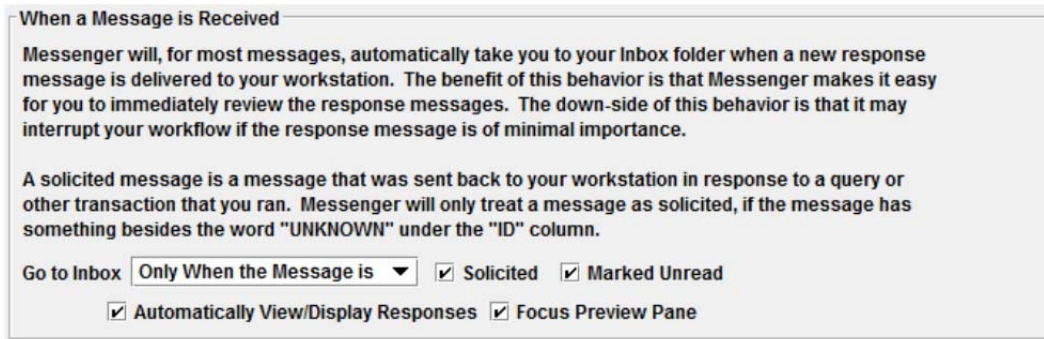 When a Message is Received
Messenger will, for most messages, automatically take you to your Inbox folder when a new response
message is delivered to your workstation. The benefit of this behavior is that Messenger makes it easy
for you to immediately review the response messages. The down-side of this behavior is that it may
interrupt your workflow if the response message is of minimal importance.
A solicited message is a message that was sent back to your workstation in response to a query or
other transaction that you ran. Messenger will only treat a message as solicited, if the message has
something besides the word "UNKNOWN" under the "ID" column.
Go to Inbox Only When the Message is Solicited Marked Unread
Automatically View/Display Responses Focus Preview Pane